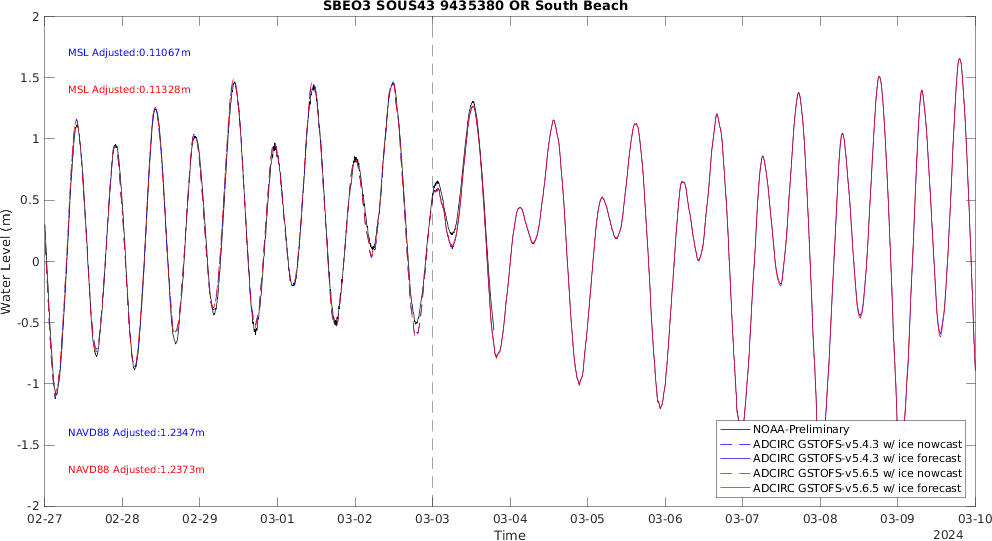 SBEO3 SOUS43 9435380 OR South Beach
MSL Adjusted:0.11067m
MSL Adjusted:0.11328m
NAVD88 Adjusted:1.2347m
NAVD88 Adjusted:1.2373m
Water Level (m)
2
1.5
1
0.5
0
-0.5
-1
-1.5
-2
NOAA-Preliminary
ADCIRC GSTOFS-v5.4.3 w/ ice nowcast
ADCIRC GSTOFS-v5.4.3 w/ ice forecast
ADCIRC GSTOFS-v5.6.5 w/ ice nowcast
ADCIRC GSTOFS-v5.6.5 w/ ice forecast
02-27 02-28 02-29 03-01 03-02 03-03 03-04 03-05 03-06 03-07 03-08 03-09 03-10
Time
2024